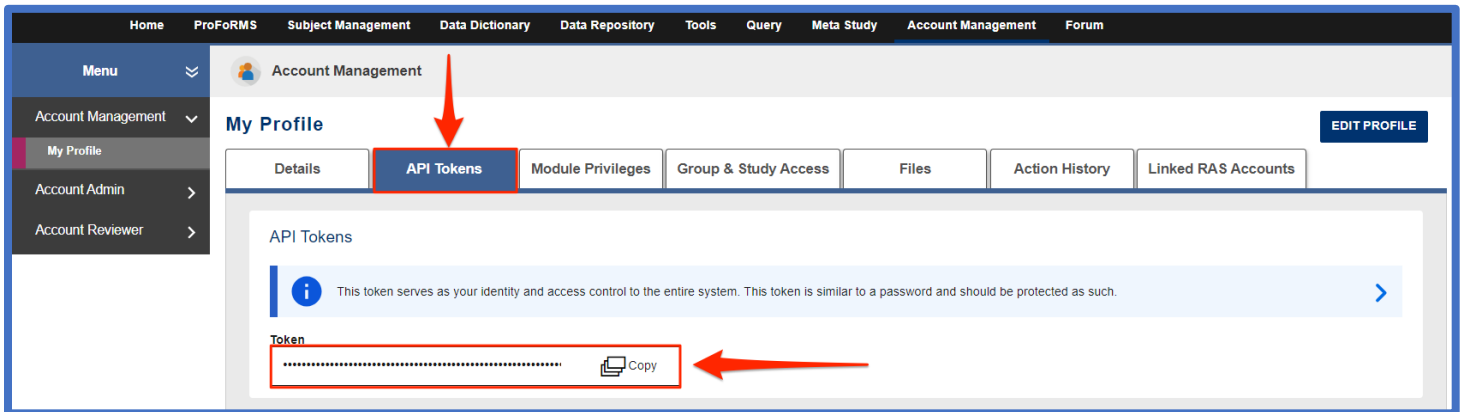 Home ProFoRMS Subject Management Data Dictionary Data Repository Tools Query Meta Study Account Management Forum
Menu
Account Management
Account Management
My Profile
My Profile
EDIT PROFILE
Details API Tokens Module Privileges Group & Study Access Files Action History Linked RAS Accounts
Account Admin
Account Reviewer
API Tokens
This token serves as your identity and access control to the entire system. This token is similar to a password and should be protected as such.
Token
Copy